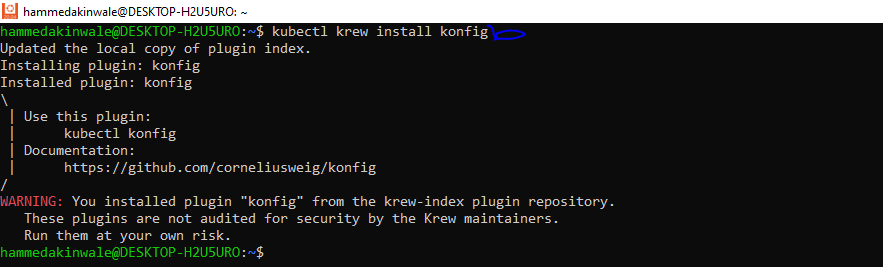 hammedakinwale@DESKTOP-H2U5URO: ~
hammedakinwale@DESKTOP-H2U5URO:~$ kubectl krew install konfig
Updated the local copy of plugin index.
Installing plugin: konfig
Installed plugin: konfig
\
 | Use this plugin:
 |      kubectl konfig
 | Documentation:
 |      https://github.com/corneliusweig/konfig
/
WARNING: You installed plugin "konfig" from the krew-index plugin repository.
   These plugins are not audited for security by the Krew maintainers.
   Run them at your own risk.
hammedakinwale@DESKTOP-H2U5URO:~$